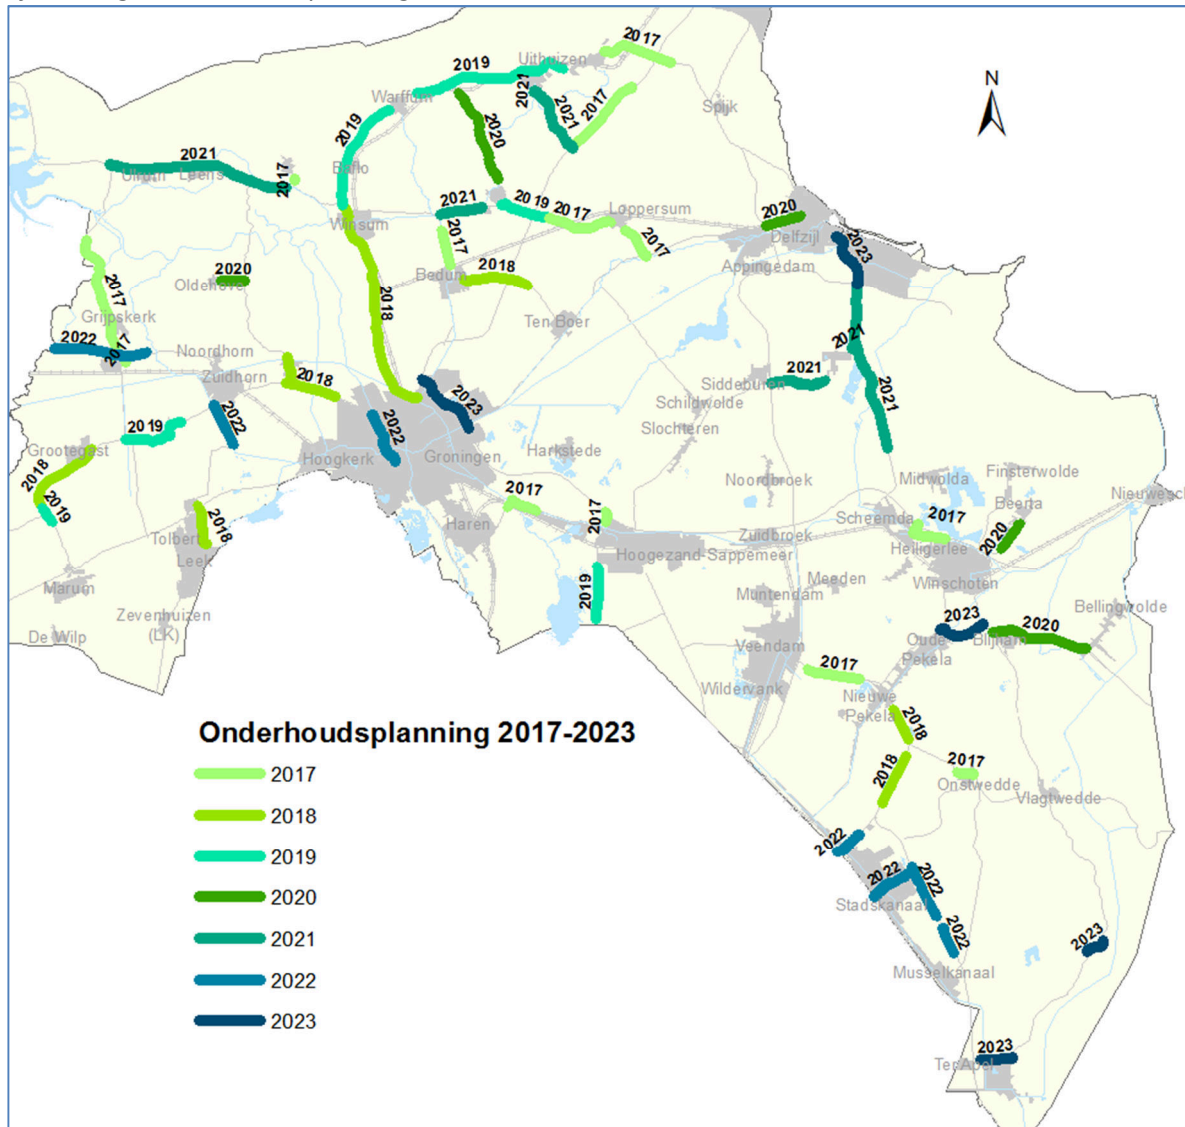 N
2017
Uithuizen
2019
2021
Warffum
2017
2021
Spijk
2019
2020
2021
Baflo
Ulrum
Leens
2017
2021
2019
2017
Loppersum
2020
Winsum
Delfzijl
2017
2017
2023
Appingedam
2020
Oldehove
Bedum
2018
2017
2018
Grijpskerk
Ten Boer
2022
2017
Noordhorn
2021
Zuidhorn
2018
2021
Siddeburen
2023
Schildwolde
2021
2022
2019
2022
Slochteren
Grootegast
Hoogkerk
Groningen
Harkstede
2018
Midwolda
Finsterwolde
Noordbroek
Beerta
2017
2019
2018
Haren
2017
Scheemda
2017
Tolbert
Zuidbroek
2020
Leek
Hoogezand-Sappemeer
Heiligerlee
Marum
2019
Meeden
Winschoten
Muntendam
Bellingwolde
Zevenhuizen
(LK)
2023
2020
De Wilp
Veendam
Oude
Pekela
Blijham
2017
Wildervank
Nieuwe
Pekela
Onderhoudsplanning 2017-2023
2018
2017
2018
Onstwedde
Vlagtwedde
2022
2022
2022
Stadskanaal
2022
2023
Musselkanaal
2023
Ter Apel
2017
2018
2019
2020
2021
2022
2023